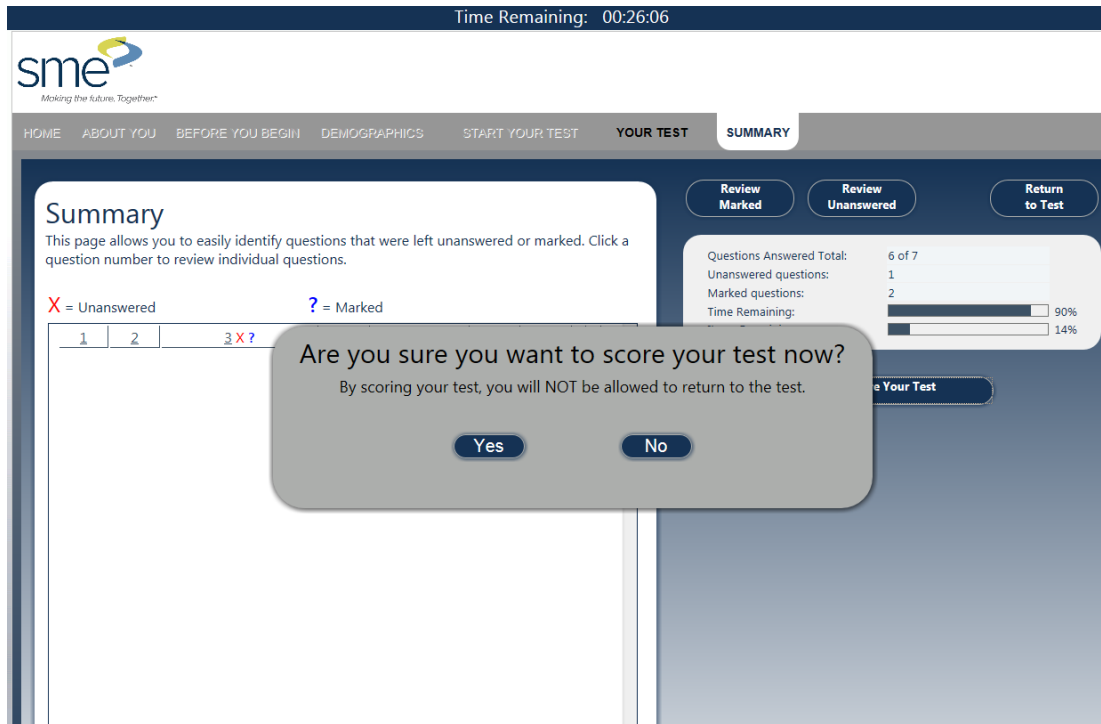 Time Remaining: 00:26:06
sme
Making the future. Together.™
HOME ABOUT YOU BEFORE YOU BEGIN DEMOGRAPHICS START YOUR TEST YOUR TEST SUMMARY
Review Marked
Review Unanswered
Return to Test
Summary
This page allows you to easily identify questions that were left unanswered or marked. Click a
question number to review individual questions.
X = Unanswered ? = Marked
1 2 3 X ?
Questions Answered Total: 6 of 7
Unanswered questions: 1
Marked questions: 2
Time Remaining: 90%
14%
e Your Test
Are you sure you want to score your test now?
By scoring your test, you will NOT be allowed to return to the test.
Yes No